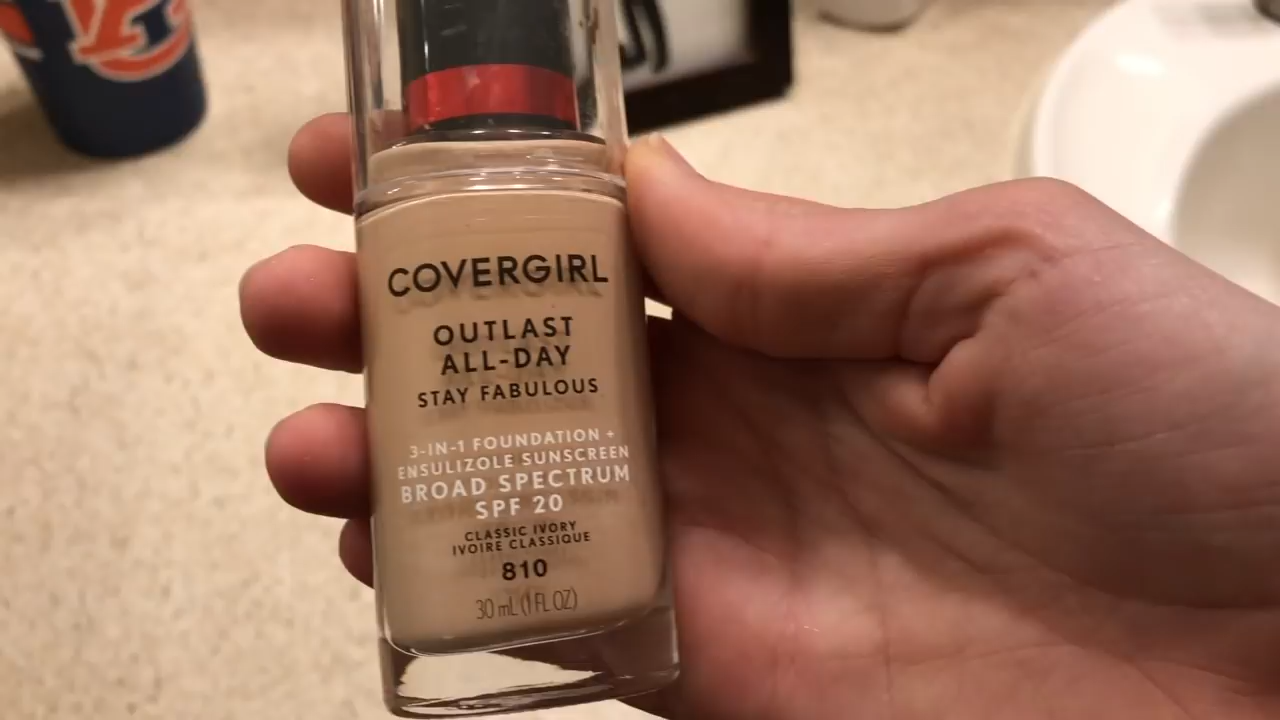 COVERGIRL
OUTLAST
ALL-DAY
STAY FABULOUS
3-IN-1 FOUNDATION +
ENSULIZOLE SUNSCREEN
BROAD SPECTRUM
SPF 20
CLASSIC IVORY
IVOIRE CLASSIQUE
810
30 mL (1 FL OZ)